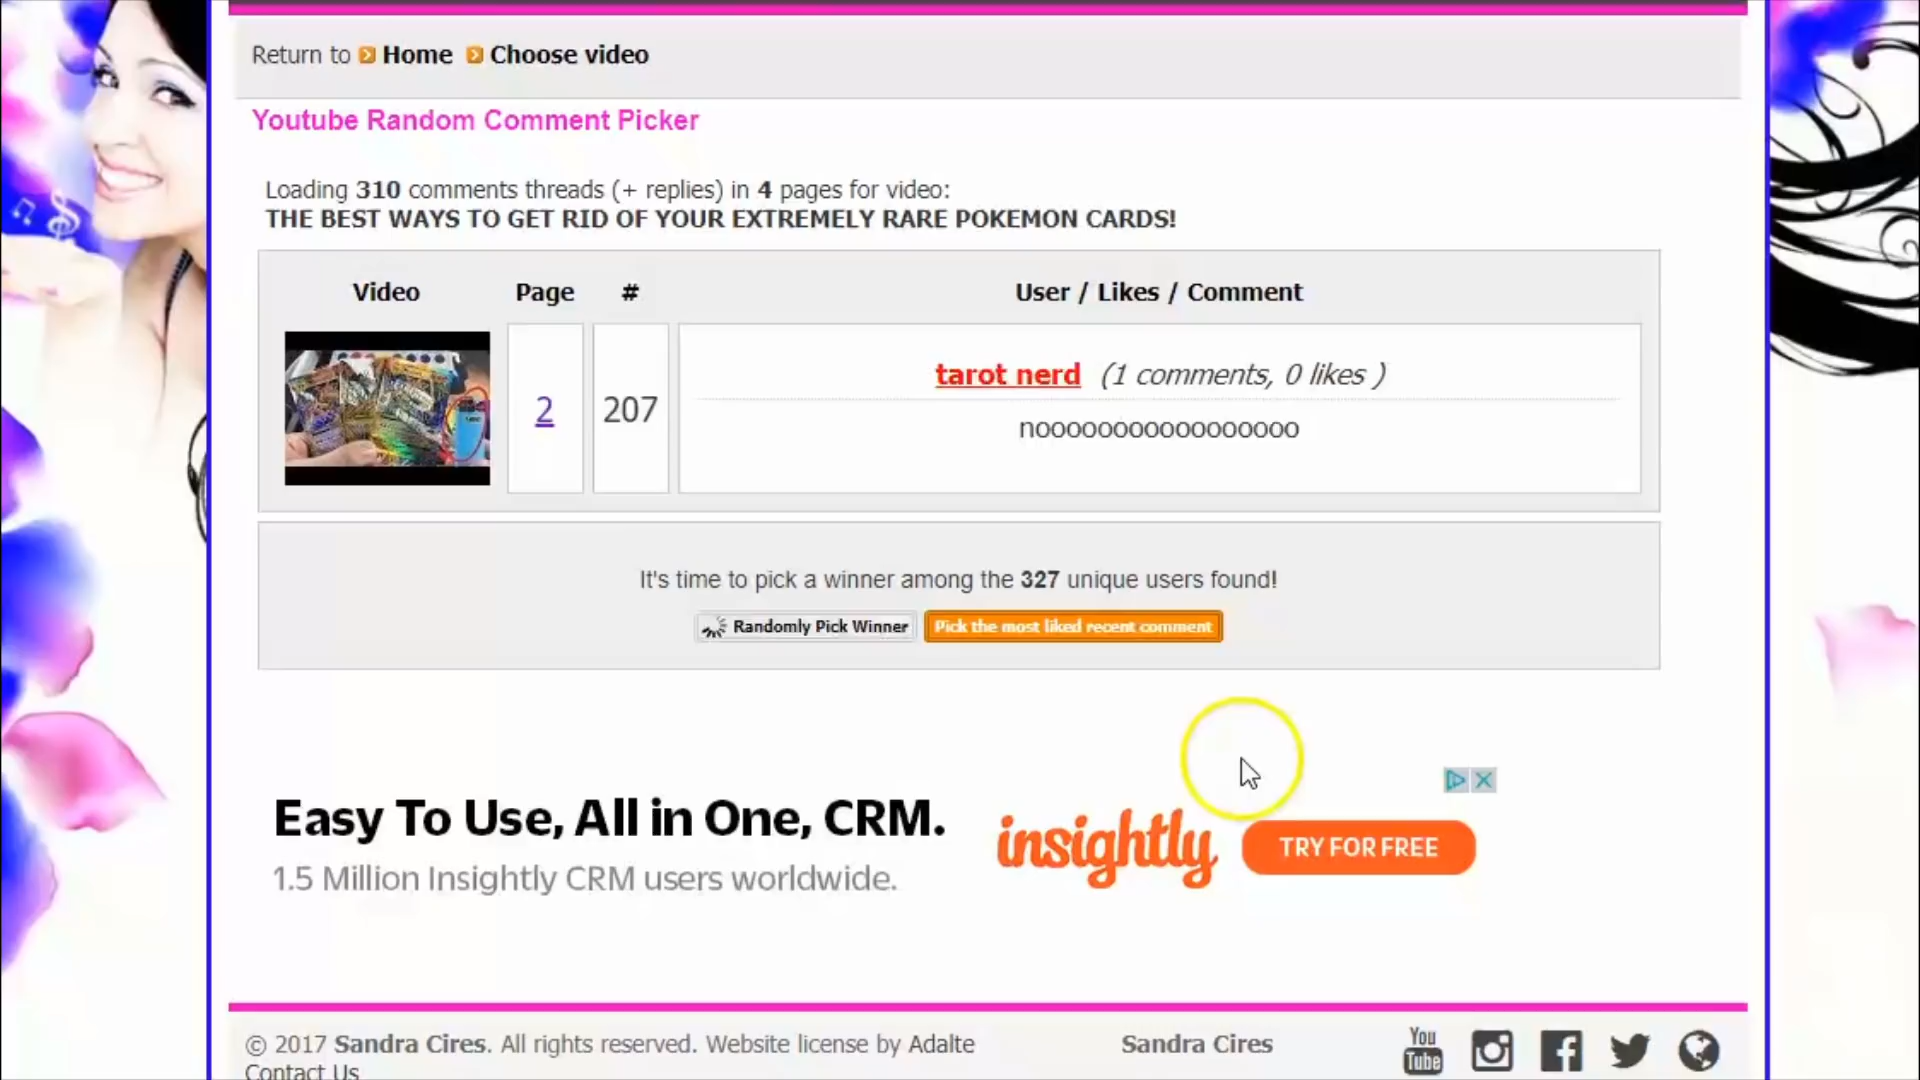 Return to Home Choose video
Youtube Random Comment Picker
Loading 310 comments threads (+ replies) in 4 pages for video:
THE BEST WAYS TO GET RID OF YOUR EXTREMELY RARE POKEMON CARDS!
Video Page # User / Likes / Comment
tarot nerd (1 comments, 0 likes )
2 207
nooooooooooooooooo
It's time to pick a winner among the 327 unique users found!
Randomly Pick Winner Pick the most liked recent comment
Easy To Use, All in One, CRM.
1.5 Million Insightly CRM users worldwide.
insightly
TRY FOR FREE
© 2017 Sandra Cires. All rights reserved. Website license by Adalte
Contact Us
Sandra Cires
You
Tube